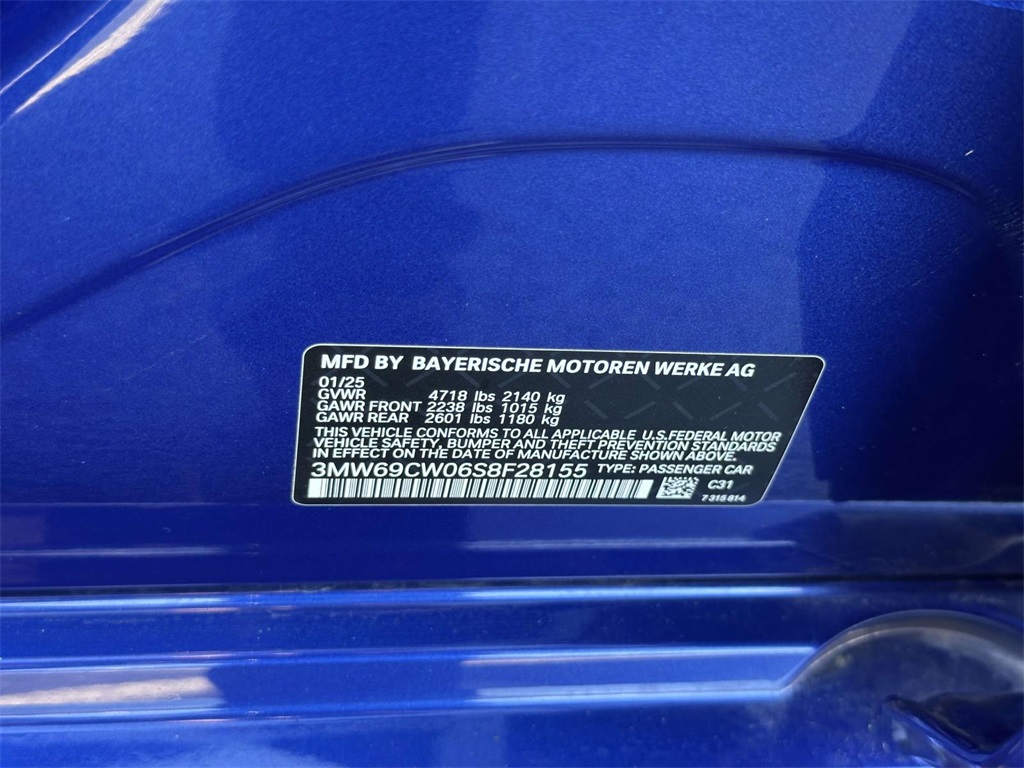 MFD BY BAYERISCHE MOTOREN WERKE AG
01/25
GVWR 4718 lbs 2140 kg
GAWR FRONT 2238 lbs 1015 kg
GAWR REAR 2601 lbs 1180 kg
THIS VEHICLE CONFORMS TO ALL APPLICABLE U.S.FEDERAL MOTOR
VEHICLE SAFETY, BUMPER AND THEFT PREVENTION STANDARDS
IN EFFECT ON THE DATE OF MANUFACTURE SHOWN ABOVE.
3MW69CW06S8F28155 TYPE: PASSENGER CAR
C31
7 315 814